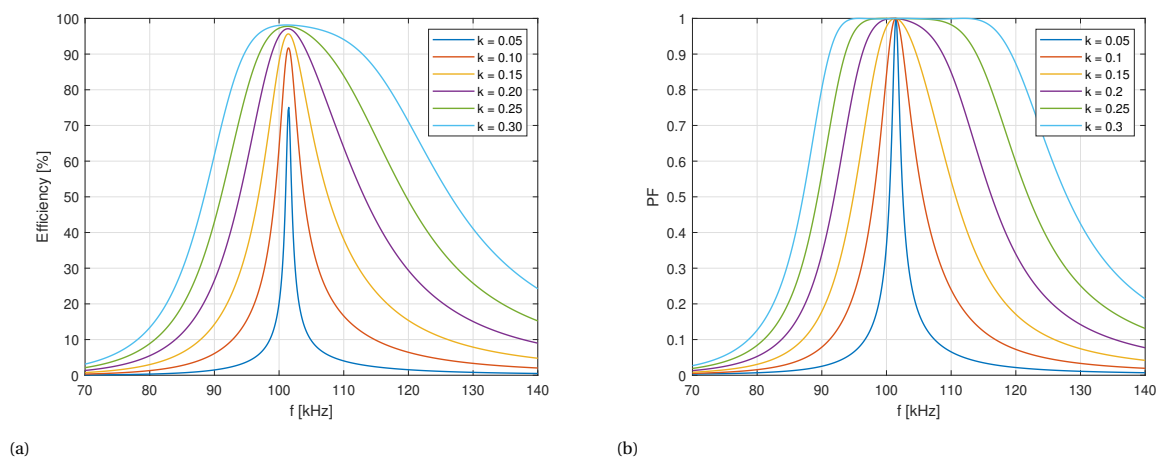 100
90
80
70
60
50
40
30
20
10
0
Efficiency [%]
70 80 90 100 110 120 130 140
f [kHz]
k = 0.05
k = 0.10
k = 0.15
k = 0.20
k = 0.25
k = 0.30
(a)
1
0.9
0.8
0.7
0.6
0.5
0.4
0.3
0.2
0.1
0
PF
70 80 90 100 110 120 130 140
f [kHz]
k = 0.05
k = 0.1
k = 0.15
k = 0.2
k = 0.25
k = 0.3
(b)